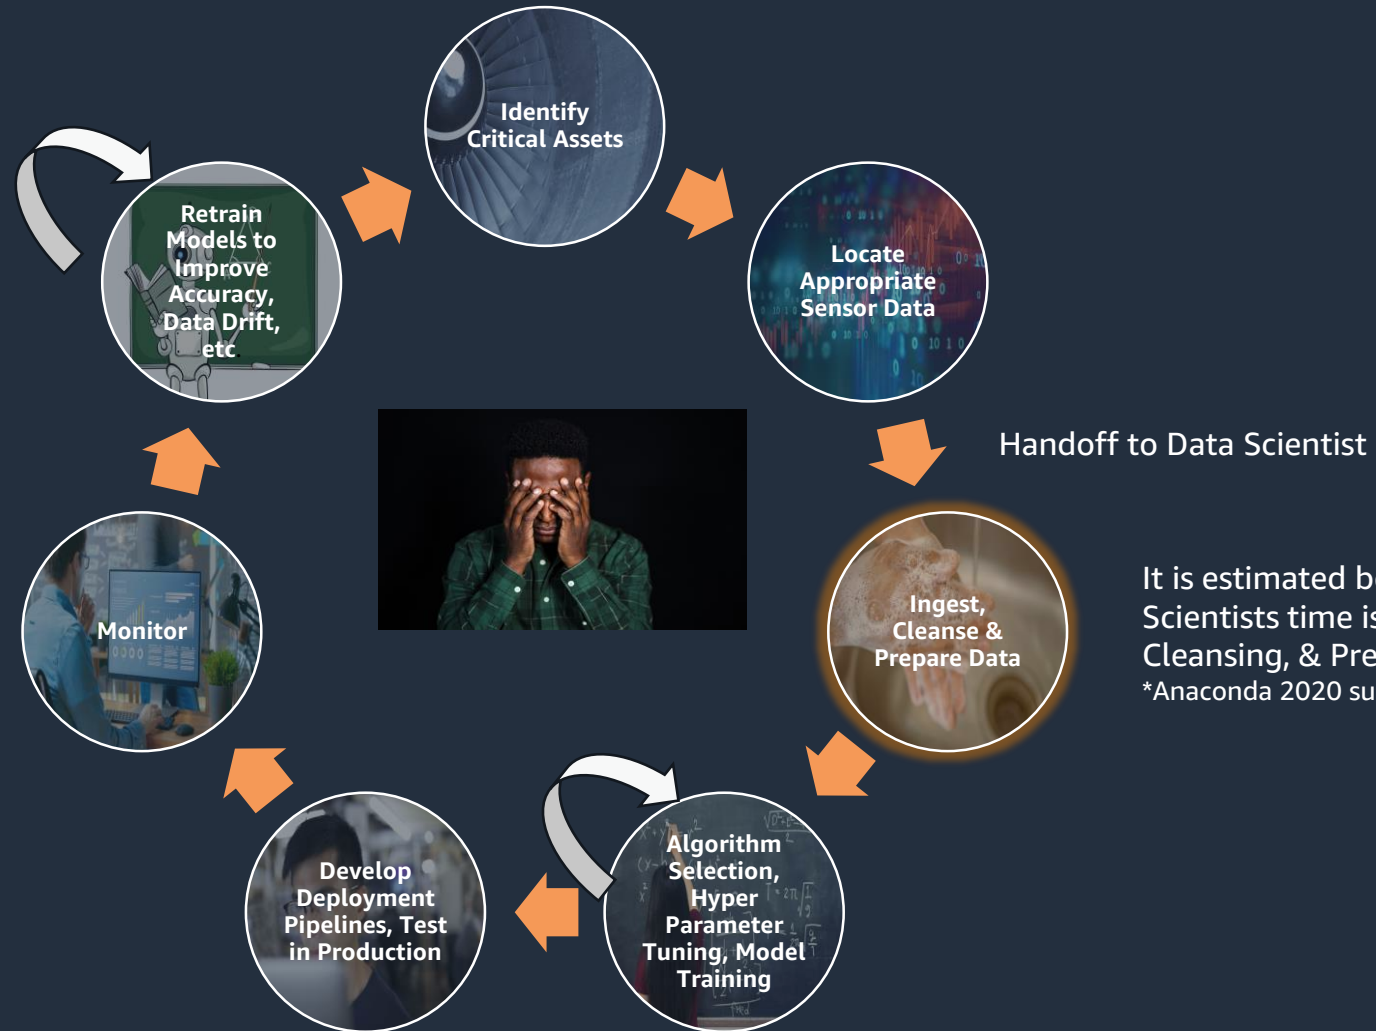 Identify
Critical Assets
Locate
Appropriate
Sensor Data
Handoff to Data Scientist
Ingest,
Cleanse &
Prepare Data
It is estimated
Scientists time is
Cleansing, &
*Anaconda 2020
Algorithm
Selection,
Hyper
Parameter
Tuning, Model
Training
Develop
Deployment
Pipelines, Test
in Production
Monitor
Retrain
Models to
Improve
Accuracy,
Data Drift,
etc.